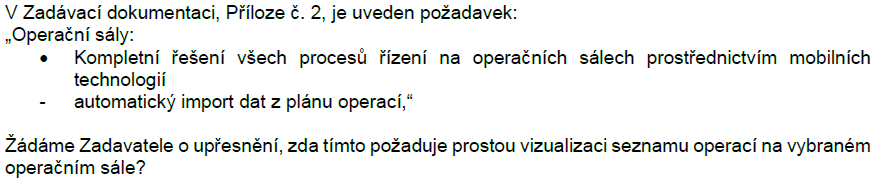 V Zadávací dokumentaci, Příloze č. 2, je uveden požadavek:
„Operační sály:
• Kompletní řešení všech procesů řízení na operačních sálech prostřednictvím mobilních
technologií
- automatický import dat z plánu operací,“
Žádáme Zadavatele o upřesnění, zda tímto požaduje prostou vizualizaci seznamu operací na vybraném
operačním sále?